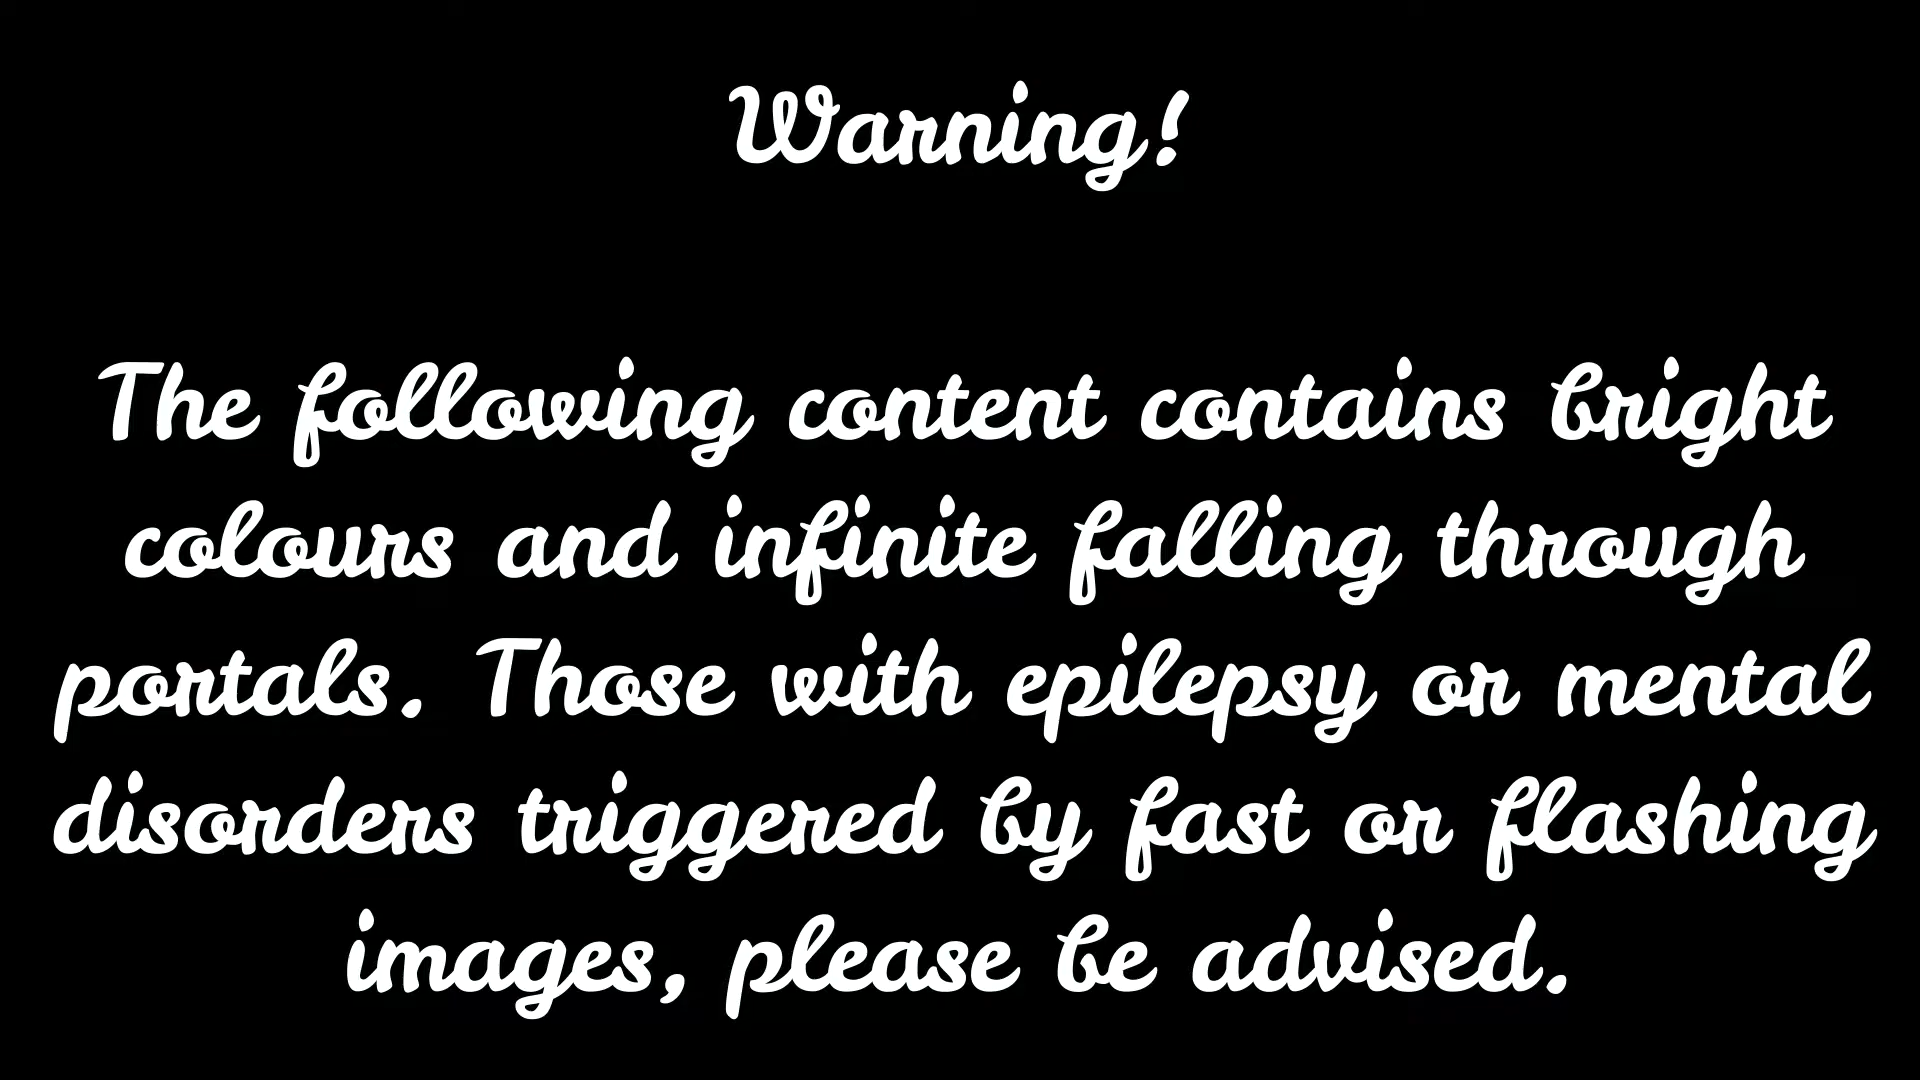 Warning!
The following content contains bright
colours and infinite falling through
portals. Those with epilepsy or mental
disorders triggered by fast or flashing
images, please be advised.